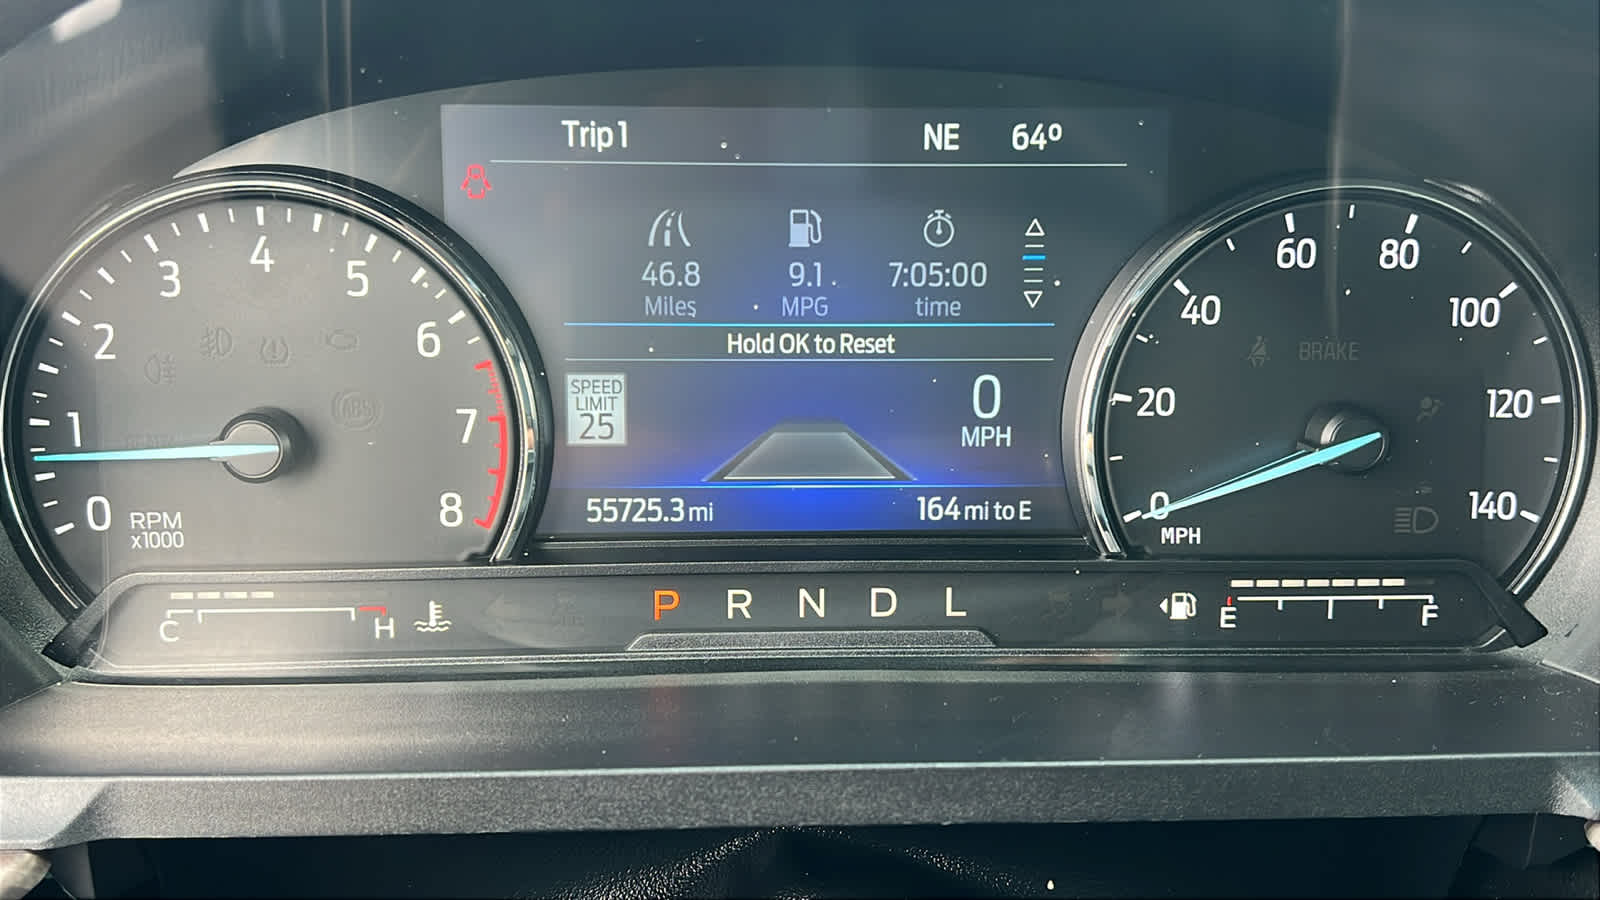 Trip 1 NE 64º
46.8 9.1 7:05:00
Miles MPG time
Hold OK to Reset
SPEED
LIMIT
25
0
MPH
55725.3 mi 164 mi to E
0 1 2 3 4 5 6 7 8
RPM
x1000
ABS
0 20 40 60 80 100 120 140
MPH
BRAKE
C H
P R N D L
E F